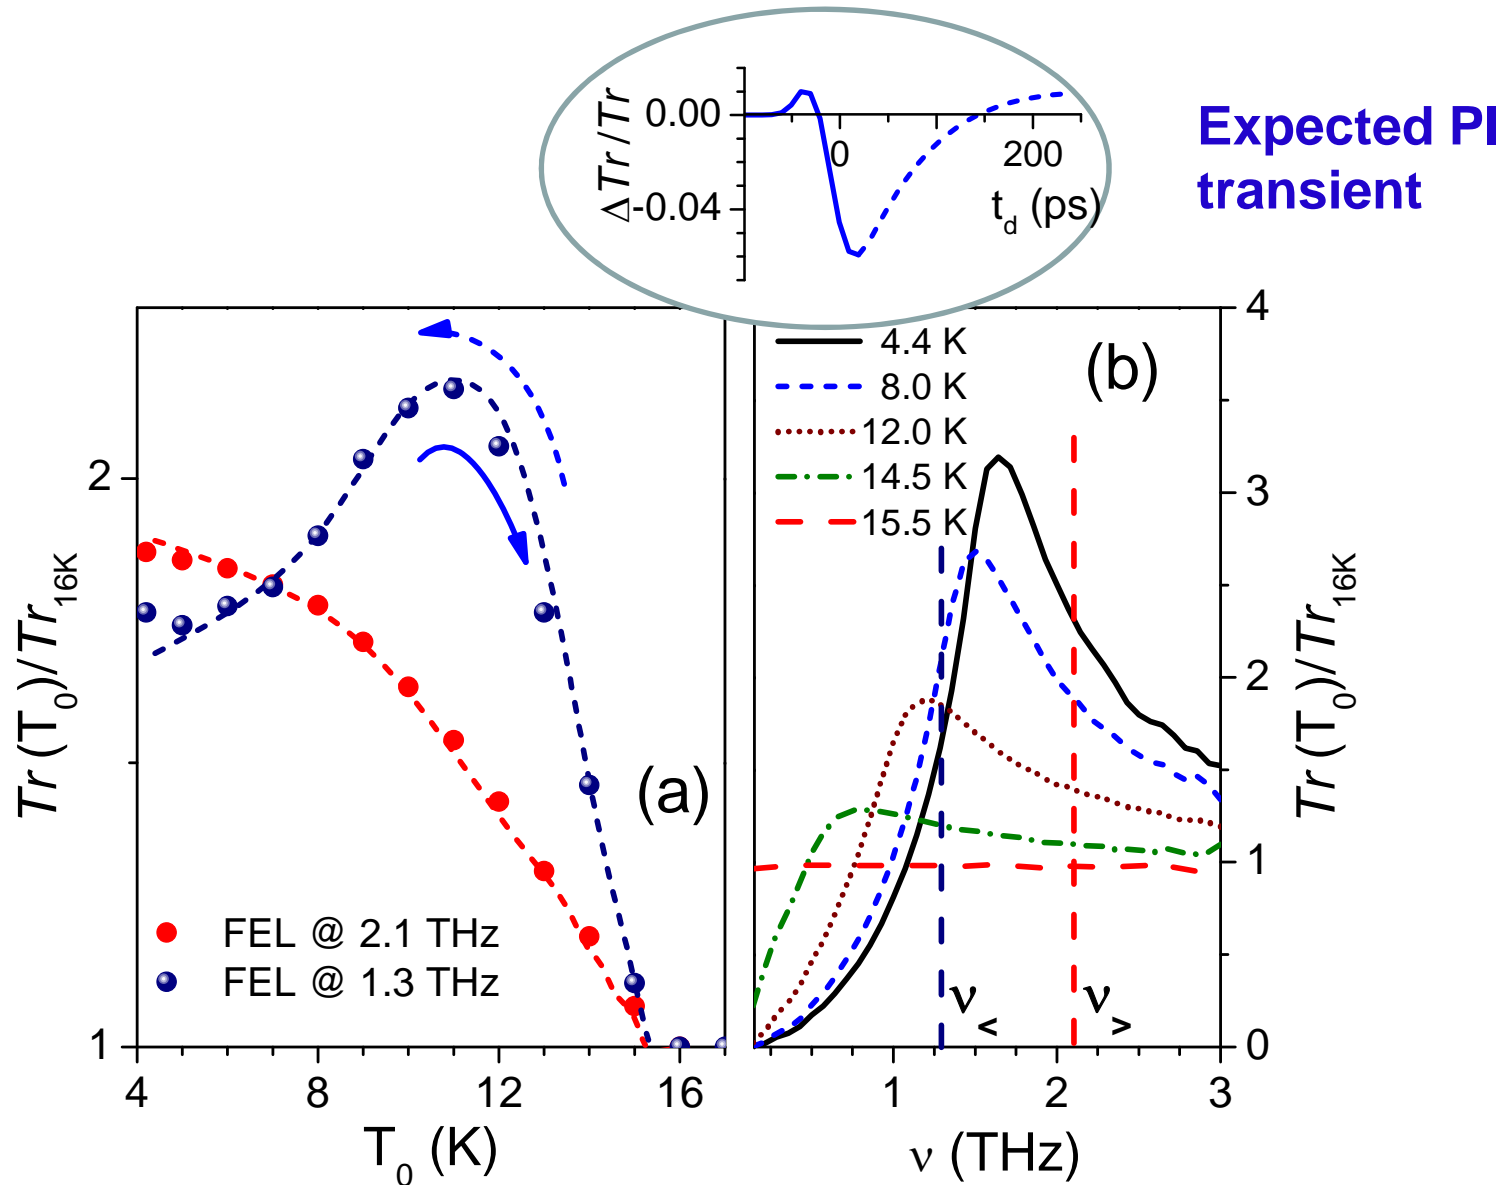 0.00
-0.04
ΔTr/Tr
0
200
t_d (ps)
Expected PI
transient
2
1
Tr (T_0)/Tr_16K
(a)
FEL @ 2.1 THz
FEL @ 1.3 THz
4
8
12
16
T_0 (K)
4.4 K
8.0 K
12.0 K
14.5 K
15.5 K
(b)
ν_<
ν_>
4
3
2
1
0
Tr (T_0)/Tr_16K
1
2
3
ν (THz)